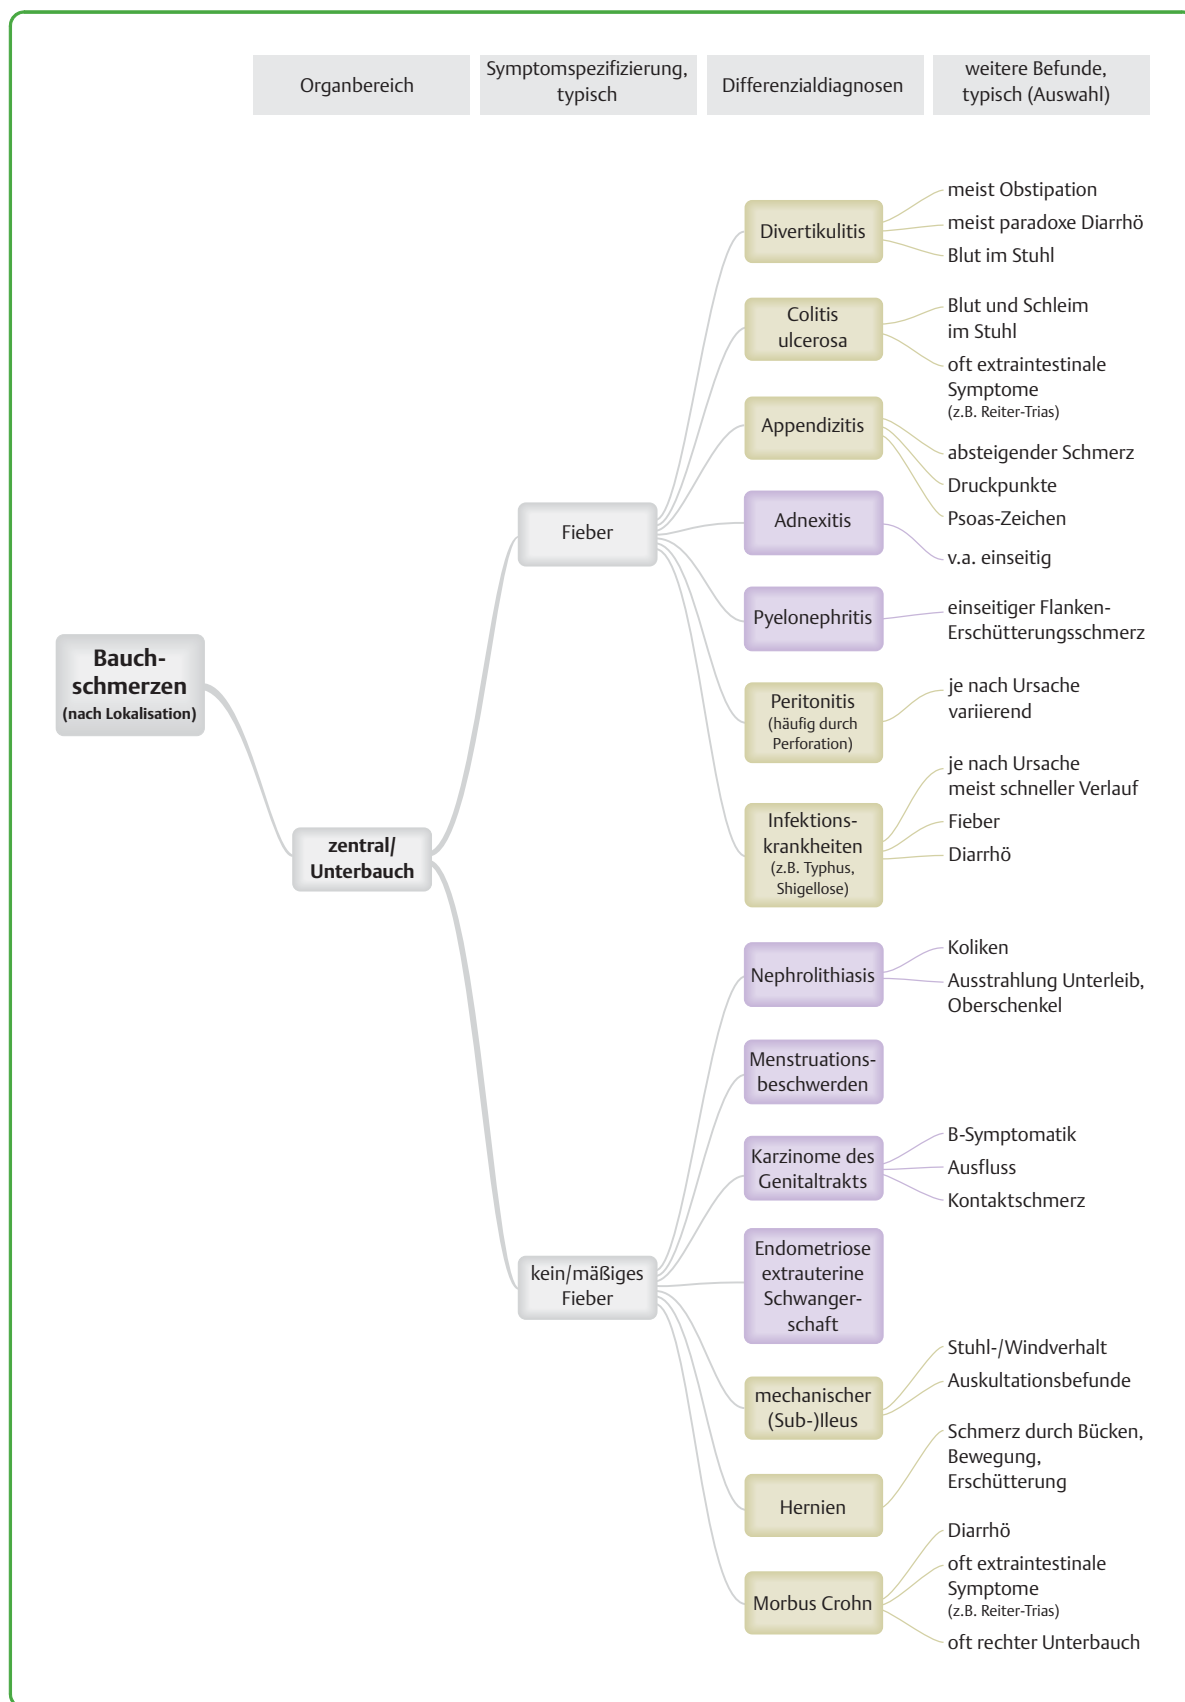 Organbereich
Symptomspezifizierung,
typisch
Differenzialdiagnosen
weitere Befunde,
typisch (Auswahl)
Bauch-
schmerzen
(nach Lokalisation)
zentral/
Unterbauch
Fieber
Divertikulitis
meist Obstipation
meist paradoxe Diarrhö
Blut im Stuhl
Colitis
ulcerosa
Blut und Schleim
im Stuhl
oft extraintestinale
Symptome
(z.B. Reiter-Trias)
Appendizitis
absteigender Schmerz
Druckpunkte
Psoas-Zeichen
Adnexitis
v.a. einseitig
Pyelonephritis
einseitiger Flanken-
Erschütterungsschmerz
Peritonitis
(häufig durch
Perforation)
je nach Ursache
variierend
Infektions-
krankheiten
(z.B. Typhus,
Shigellose)
je nach Ursache
meist schneller Verlauf
Fieber
Diarrhö
kein/mäßiges
Fieber
Nephrolithiasis
Koliken
Ausstrahlung Unterleib,
Oberschenkel
Menstruations-
beschwerden
Karzinome des
Genitaltrakts
B-Symptomatik
Ausfluss
Kontaktschmerz
Endometriose
extrauterine
Schwanger-
schaft
mechanischer
(Sub-)Ileus
Stuhl-/Windverhalt
Auskultationsbefunde
Hernien
Schmerz durch Bücken,
Bewegung,
Erschütterung
Morbus Crohn
Diarrhö
oft extraintestinale
Symptome
(z.B. Reiter-Trias)
oft rechter Unterbauch